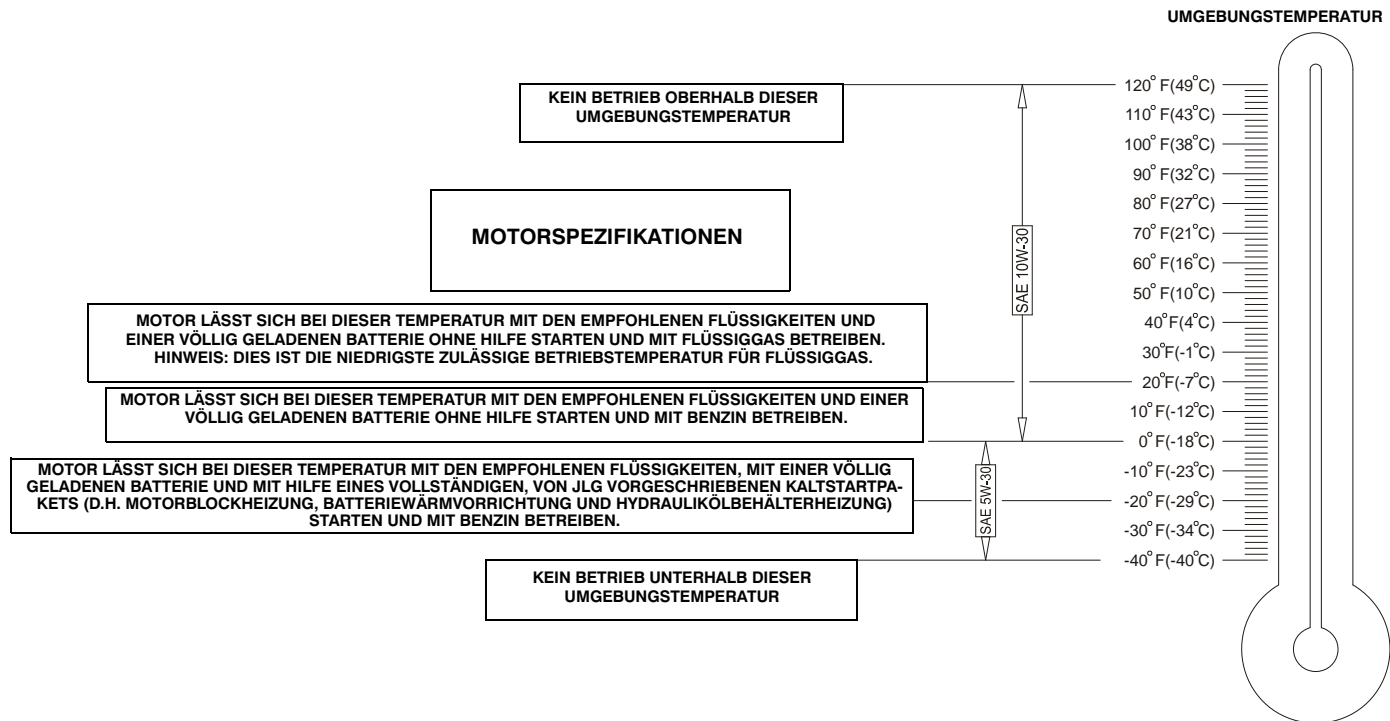 UMGEBUNGSTEMPERATUR
KEIN BETRIEB OBERHALB DIESER
UMGEBUNGSTEMPERATUR
MOTORSPEZIFIKATIONEN
MOTOR LÄSST SICH BEI DIESER TEMPERATUR MIT DEN EMPFOHLENEN FLÜSSIGKEITEN UND
EINER VÖLLIG GELADENEN BATTERIE OHNE HILFE STARTEN UND MIT FLÜSSIGGAS BETREIBEN.
HINWEIS: DIES IST DIE NIEDRIGSTE ZULÄSSIGE BETRIEBSTEMPERATUR FÜR FLÜSSIGGAS.
MOTOR LÄSST SICH BEI DIESER TEMPERATUR MIT DEN EMPFOHLENEN FLÜSSIGKEITEN UND EINER
VÖLLIG GELADENEN BATTERIE OHNE HILFE STARTEN UND MIT BENZIN BETREIBEN.
MOTOR LÄSST SICH BEI DIESER TEMPERATUR MIT DEN EMPFOHLENEN FLÜSSIGKEITEN, MIT EINER VÖLLIG
GELADENEN BATTERIE UND MIT HILFE EINES VOLLSTÄNDIGEN, VON JLG VORGESCHRIEBENEN KALTSTARTPA-
KETS (D.H. MOTORBLOCKHEIZUNG, BATTERIEWÄRMVORRICHTUNG UND HYDRAULIKÖLBEHÄLTERHEIZUNG)
STARTEN UND MIT BENZIN BETREIBEN.
KEIN BETRIEB UNTERHALB DIESER
UMGEBUNGSTEMPERATUR
SAE 10W-30
SAE 5W-30
120° F(49°C)
110° F(43°C)
100° F(38°C)
90° F(32°C)
80° F(27°C)
70° F(21°C)
60° F(16°C)
50° F(10°C)
40°F(4°C)
30°F(-1°C)
20°F(-7°C)
10°F(-12°C)
0° F(-18°C)
-10° F(-23°C)
-20° F(-29°C)
-30° F(-34°C)
-40° F(-40°C)